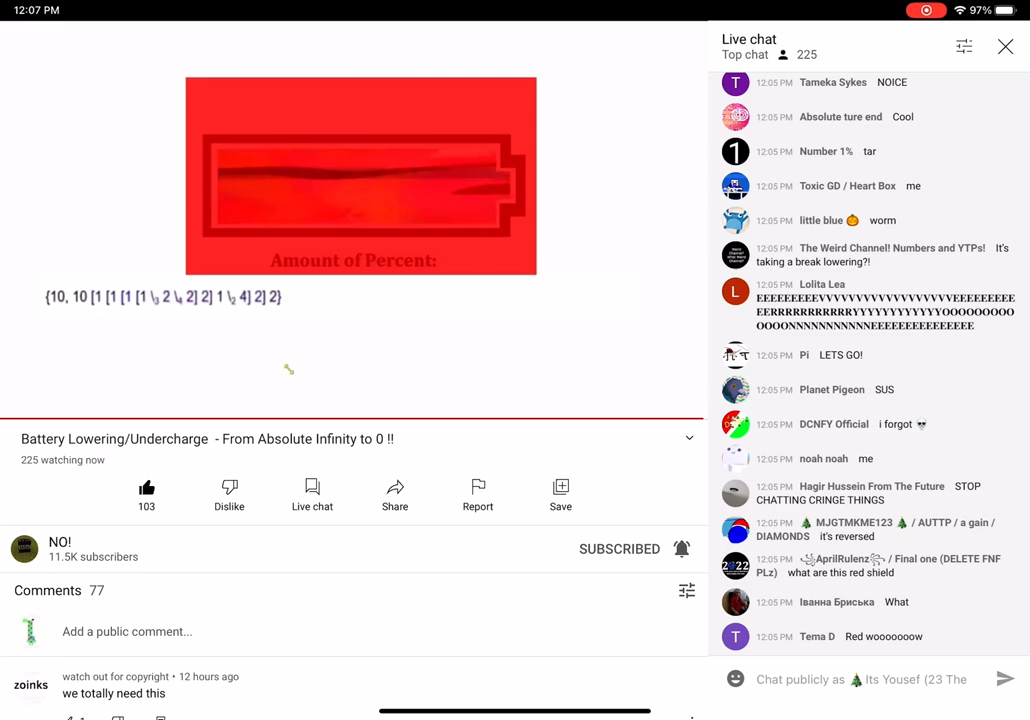 12:07 PM
97%
Amount of Percent:
{10, 10 [1 [1 [1 [1 \₃ 2 \₄ 2] 2] 1 \₂ 4] 2] 2}
Battery Lowering/Undercharge - From Absolute Infinity to 0 !!
225 watching now
103
Dislike
Live chat
Share
Report
Save
NO!
11.5K subscribers
SUBSCRIBED
Comments 77
Add a public comment...
zoinks
watch out for copyright • 12 hours ago
we totally need this
1
Live chat
Top chat 225
T 12:05 PM Tameka Sykes NOICE
12:05 PM Absolute ture end Cool
1 12:05 PM Number 1% tar
12:05 PM Toxic GD / Heart Box me
12:05 PM little blue 🎃 worm
12:05 PM The Weird Channel! Numbers and YTPs! It's
taking a break lowering?!
L 12:05 PM Lolita Lea
EEEEEEEEEVVVVVVVVVVVVVVVVVVEEEEEEEEE
EERRRRRRRRRRYYYYYYYYYYYYOOOOOOOOO
OOOONNNNNNNNNNNEEEEEEEEEEEEEEE
12:05 PM Pi LETS GO!
12:05 PM Planet Pigeon SUS
12:05 PM DCNFY Official i forgot 💀
12:05 PM noah noah me
12:05 PM Hagir Hussein From The Future STOP
CHATTING CRINGE THINGS
12:05 PM 🎄 MJGTMKME123 🎄 / AUTTP / a gain /
DIAMONDS it's reversed
2022 12:05 PM ꧁AprilRulenz꧂ / Final one (DELETE FNF
PLz) what are this red shield
12:05 PM Іванна Бриська What
T 12:05 PM Tema D Red wooooooow
Chat publicly as 🎄Its Yousef (23 The